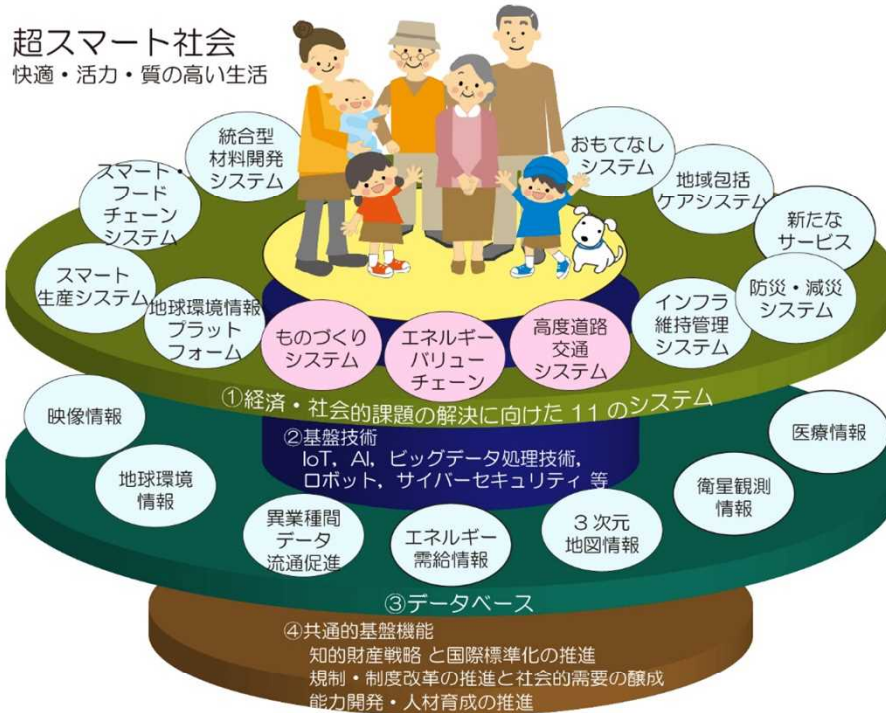 超スマート社会
快適・活力・質の高い生活
統合型
材料開発
システム
おもてなし
システム
スマート・
フード
チェーン
システム
地域包括
ケアシステム
新たな
サービス
スマート
生産システム
地球環境情報
プラット
フォーム
ものづくり
システム
エネルギー
バリュー
チェーン
高度道路
交通
システム
インフラ
維持管理
システム
防災・減災
システム
①経済・社会的課題の解決に向けた 11 のシステム
映像情報
②基盤技術
IoT, AI, ビッグデータ処理技術,
ロボット, サイバーセキュリティ 等
医療情報
地球環境
情報
異業種間
データ
流通促進
エネルギー
需給情報
3次元
地図情報
衛星観測
情報
③データベース
④共通的基盤機能
知的財産戦略 と国際標準化の推進
規制・制度改革の推進と社会的需要の醸成
能力開発・人材育成の推進